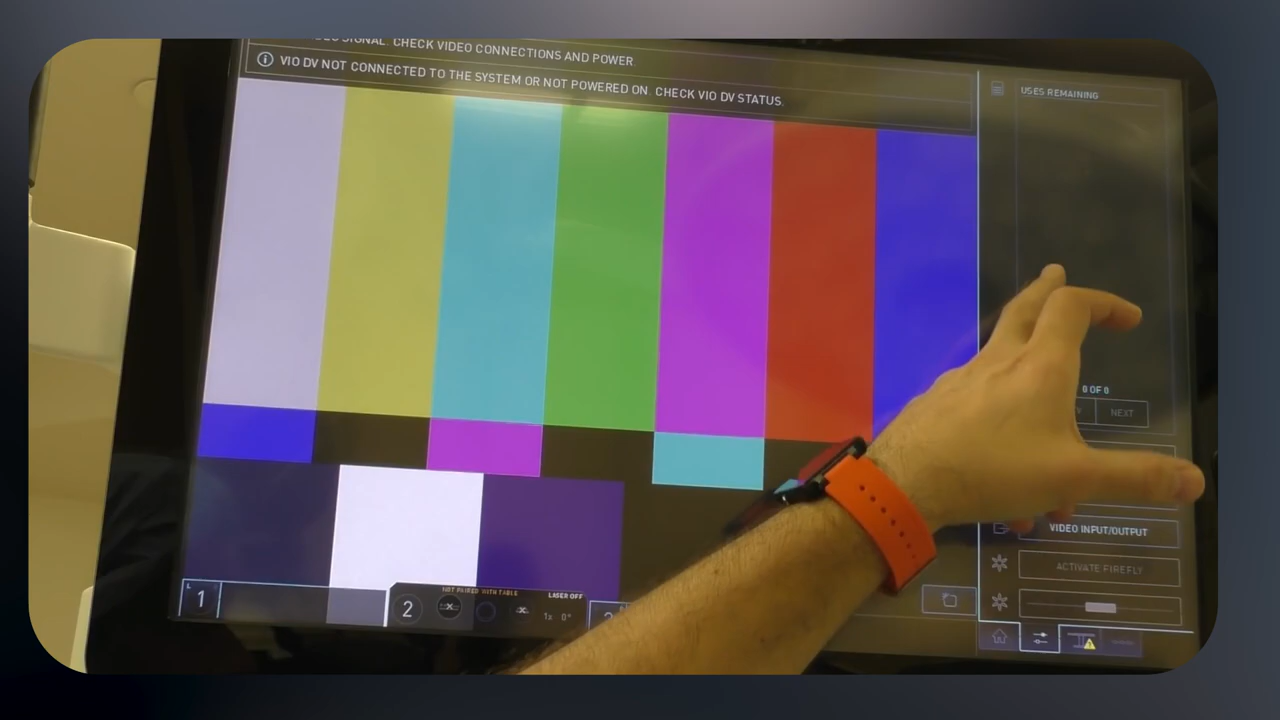 SIGNAL. CHECK VIDEO CONNECTIONS AND POWER.
VIO DV NOT CONNECTED TO THE SYSTEM OR NOT POWERED ON. CHECK VIO DV STATUS.
USES REMAINING
0 OF 0
NEXT
VIDEO INPUT/OUTPUT
ACTIVATE FIREFLY
L 1
NOT PAIRED WITH TABLE
LASER OFF
2
1x 0°